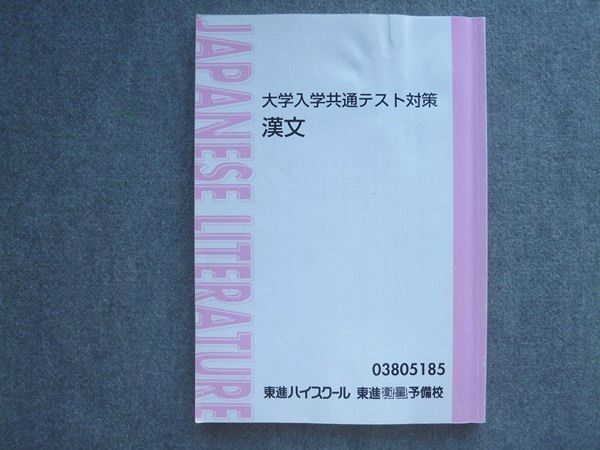 JAPANESE LITERATURE
大学入学共通テスト対策
漢文
03805185
東進ハイスクール 東進衛星予備校